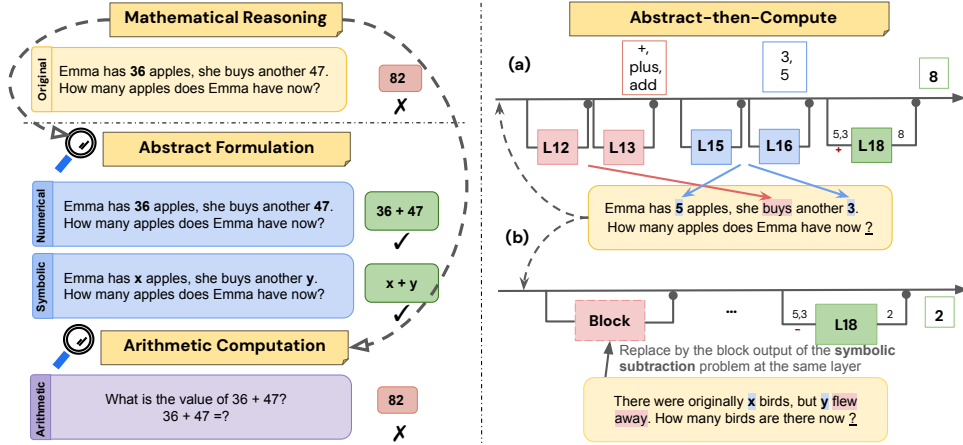 Mathematical Reasoning
Original
Emma has 36 apples, she buys another 47.
How many apples does Emma have now?
82
✗
Abstract Formulation
Numerical
Emma has 36 apples, she buys another 47.
How many apples does Emma have now?
36 + 47
✓
Symbolic
Emma has x apples, she buys another y.
How many apples does Emma have now?
x + y
✓
Arithmetic Computation
Arithmetic
What is the value of 36 + 47?
36 + 47 =?
82
✗
Abstract-then-Compute
(a)
+,
plus,
add
3,
5
8
L12
L13
L15
L16
5,3
+
L18
8
Emma has 5 apples, she buys another 3.
How many apples does Emma have now ?
(b)
Block
...
5,3
-
L18
2
2
Replace by the block output of the symbolic
subtraction problem at the same layer
There were originally x birds, but y flew
away. How many birds are there now ?